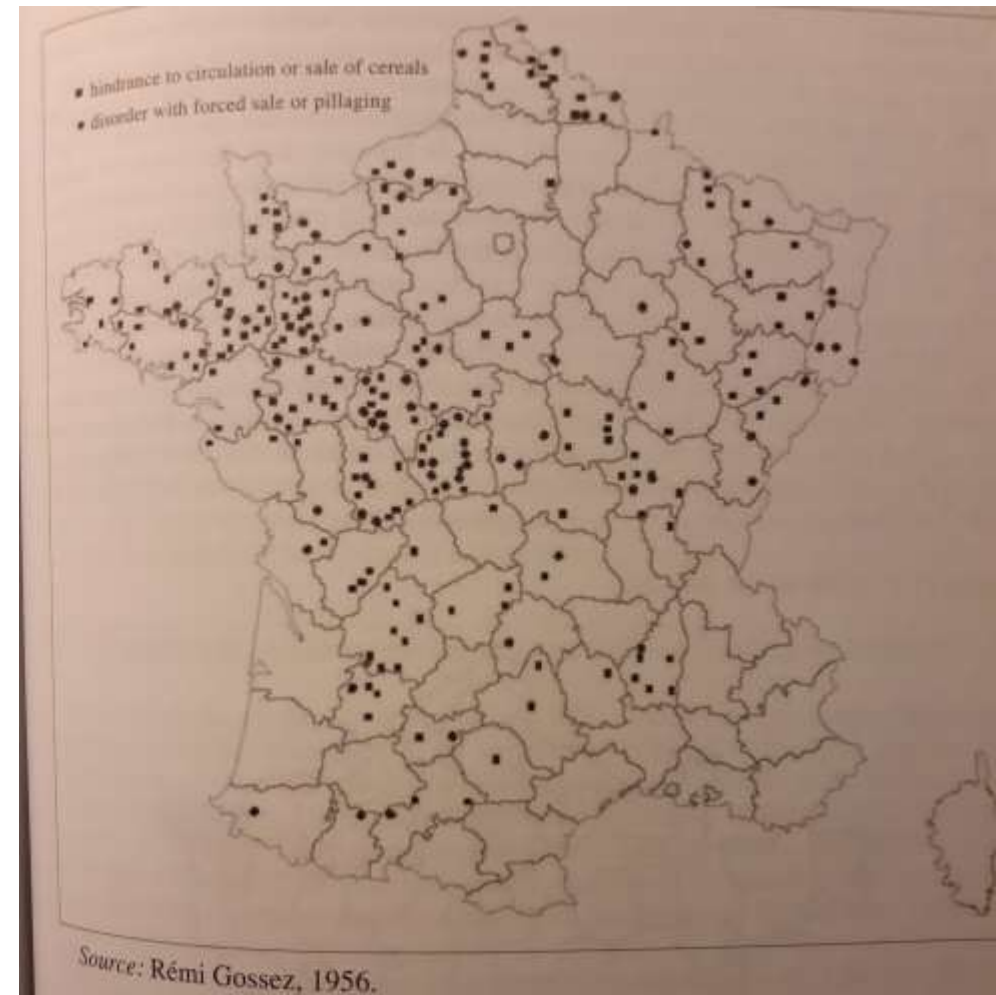 hindrance to circulation or sale of cereals
disorder with forced sale or pillaging
Source: Rémi Gossez, 1956.